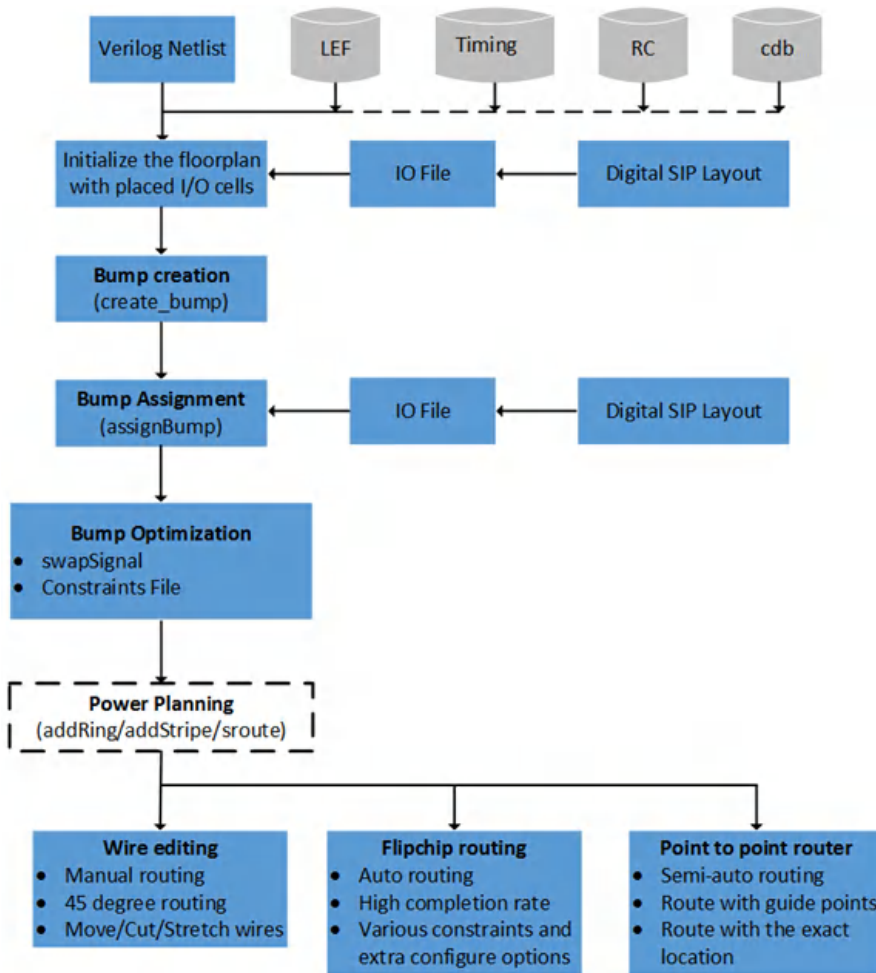 Verilog Netlist
LEF
Timing
RC
cdb
Initialize the floorplan
with placed I/O cells
IO File
Digital SIP Layout
Bump creation
(create_bump)
Bump Assignment
(assignBump)
IO File
Digital SIP Layout
Bump Optimization
• swapSignal
• Constraints File
Power Planning
(addRing/addStripe/sroute)
Wire editing
• Manual routing
• 45 degree routing
• Move/Cut/Stretch wires
Flipchip routing
• Auto routing
• High completion rate
• Various constraints and
extra configure options
Point to point router
• Semi-auto routing
• Route with guide points
• Route with the exact
location